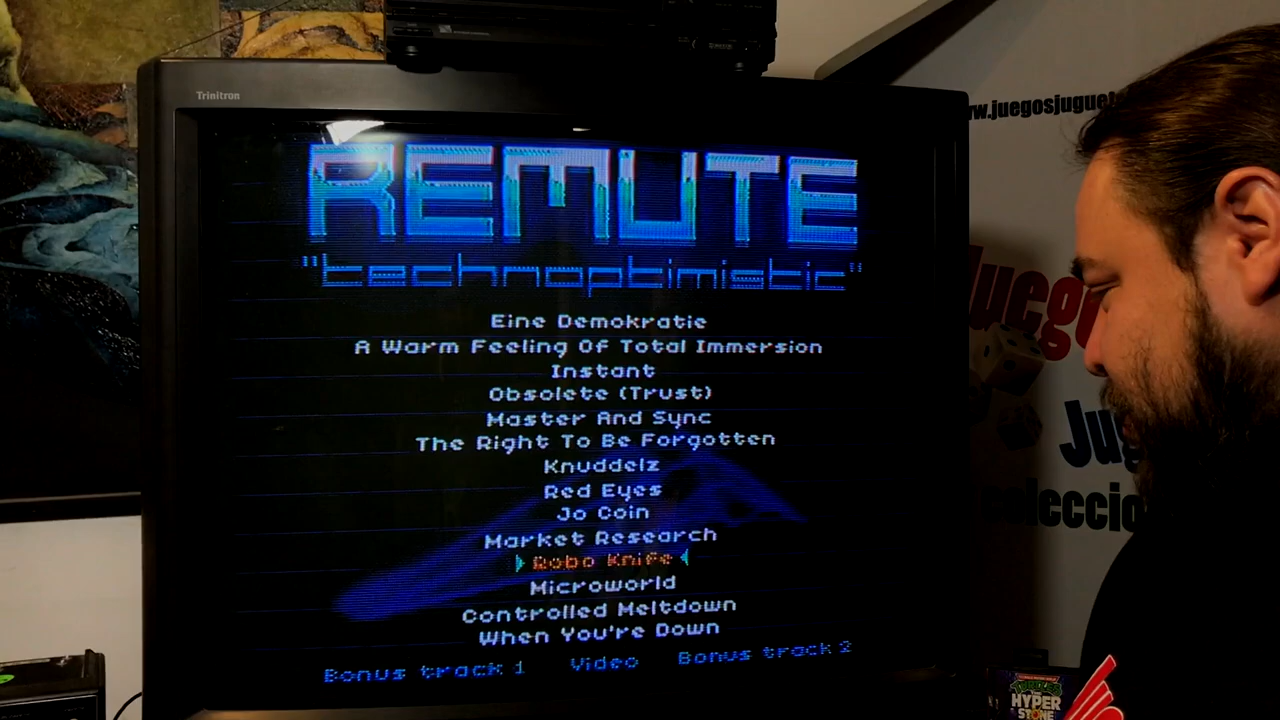 Trinitron
REMUTE
"technoptimistic"
Eine Demokratie
A Warm Feeling Of Total Immersion
Instant
Obsolete (Trust)
Master And Sync
The Right To Be Forgotten
Knuddelz
Red Eyes
Jo Coin
Market Research
Robo Knife
Microworld
Controlled Meltdown
When You're Down
Bonus track 1 Video Bonus track 2
HYPER
STONE